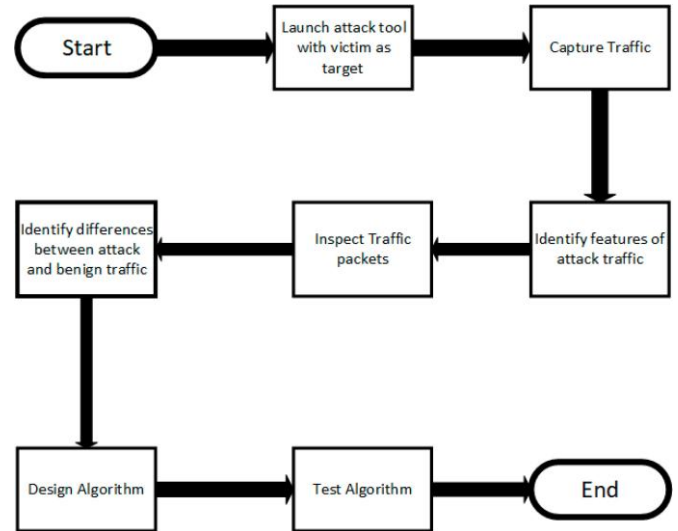 Start
Launch attack tool
with victim as
target
Capture Traffic
Identify features of
attack traffic
Inspect Traffic
packets
Identify differences
between attack
and benign traffic
Design Algorithm
Test Algorithm
End